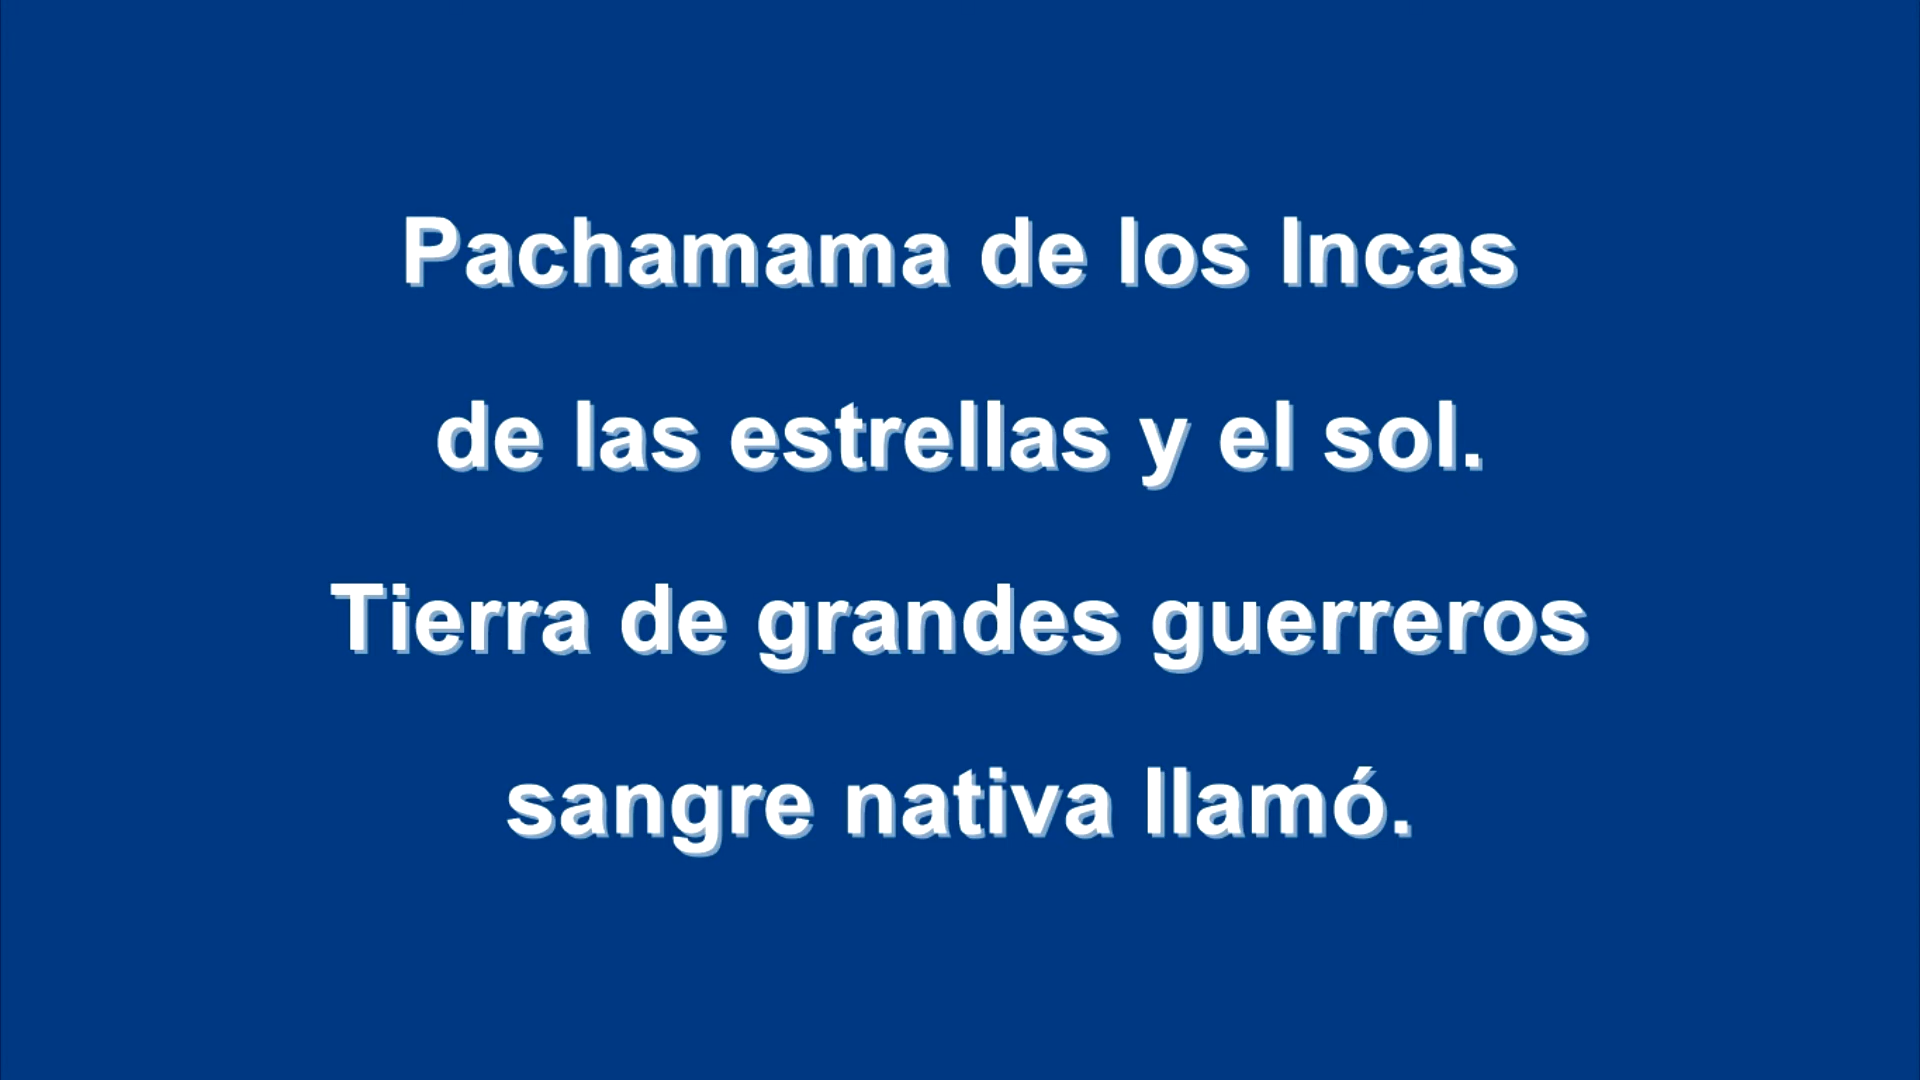 Pachamama de los Incas
de las estrellas y el sol.
Tierra de grandes guerreros
sangre nativa llamó.